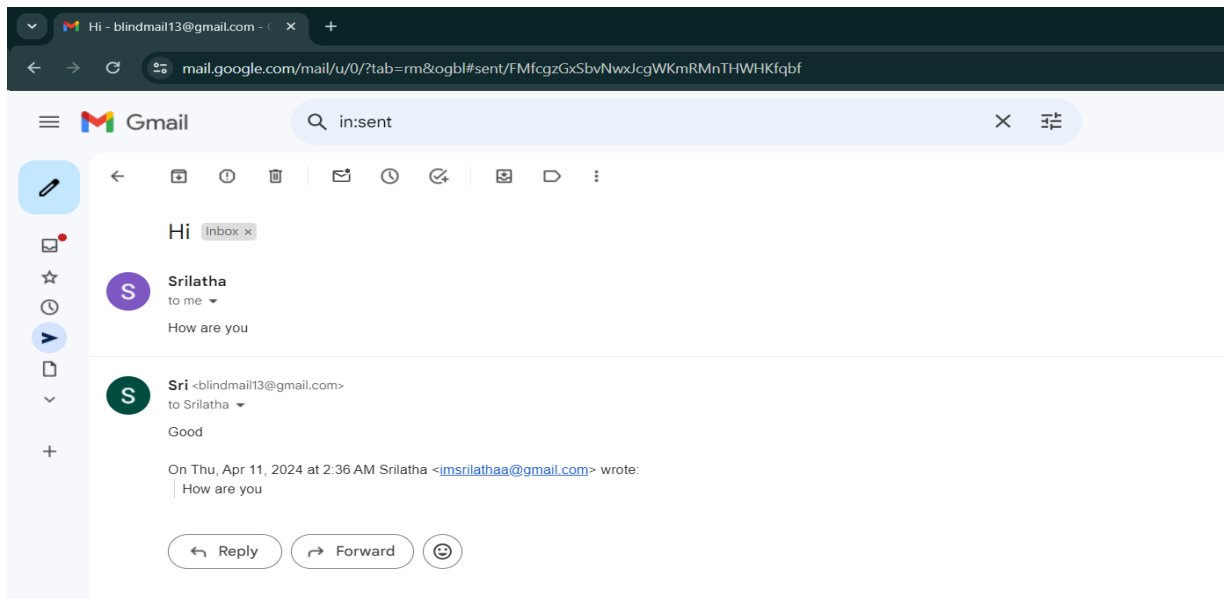 Hi - blindmail13@gmail.com - (
mail.google.com/mail/u/0/?tab=rm&ogbl#sent/FMfcgzGxSbvNwxJcgWKmRMnTHWHKfqbf
Gmail
in:sent
Hi Inbox ×
S Srilatha
to me
How are you
S Sri <blindmail13@gmail.com>
to Srilatha
Good
On Thu, Apr 11, 2024 at 2:36 AM Srilatha <imsrilathaa@gmail.com> wrote:
How are you
Reply Forward